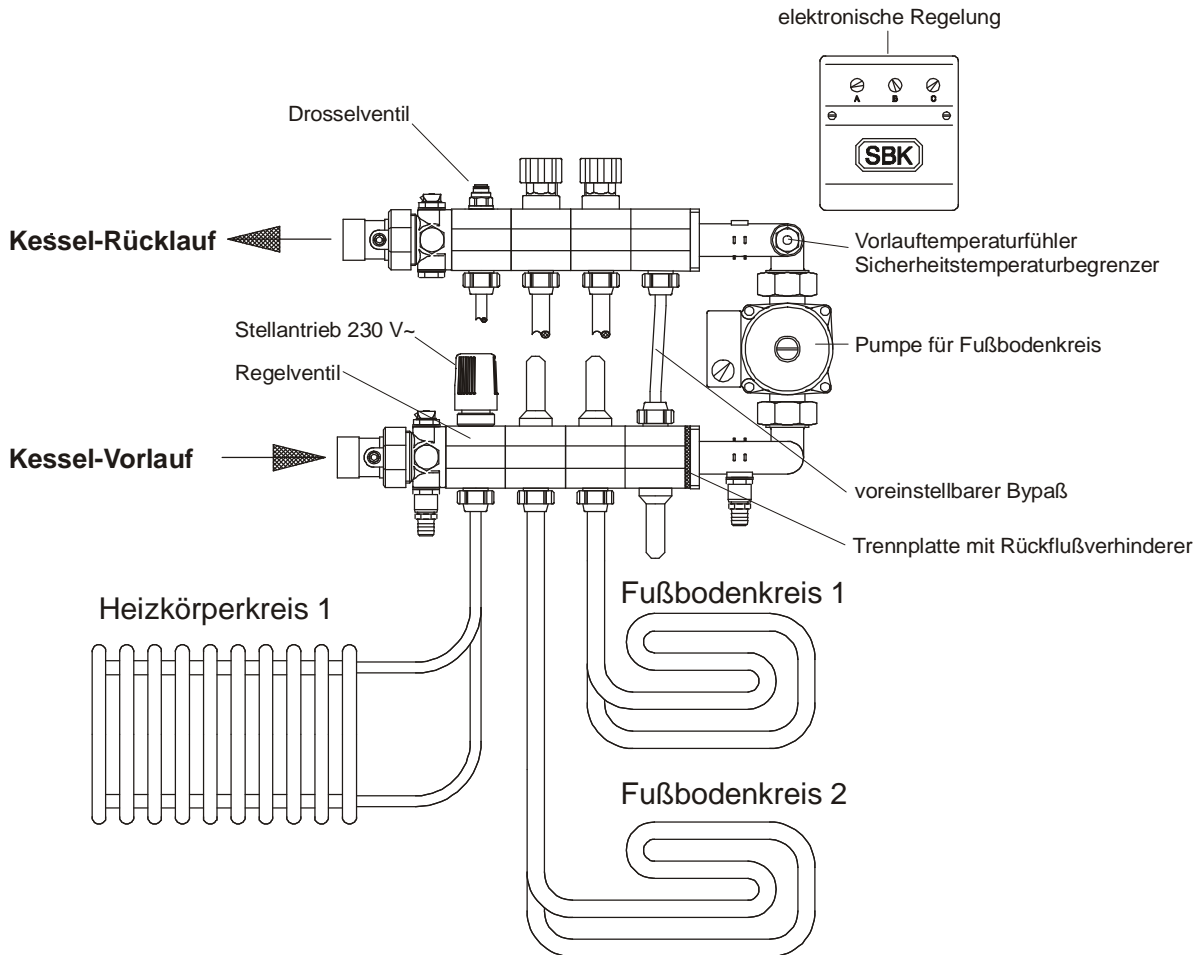 elektronische Regelung
A B C
SBK
Drosselventil
Kessel-Rücklauf
Vorlauftemperaturfühler
Sicherheitstemperaturbegrenzer
Stellantrieb 230 V~
Pumpe für Fußbodenkreis
Regelventil
Kessel-Vorlauf
voreinstellbarer Bypaß
Trennplatte mit Rückflußverhinderer
Heizkörperkreis 1
Fußbodenkreis 1
Fußbodenkreis 2